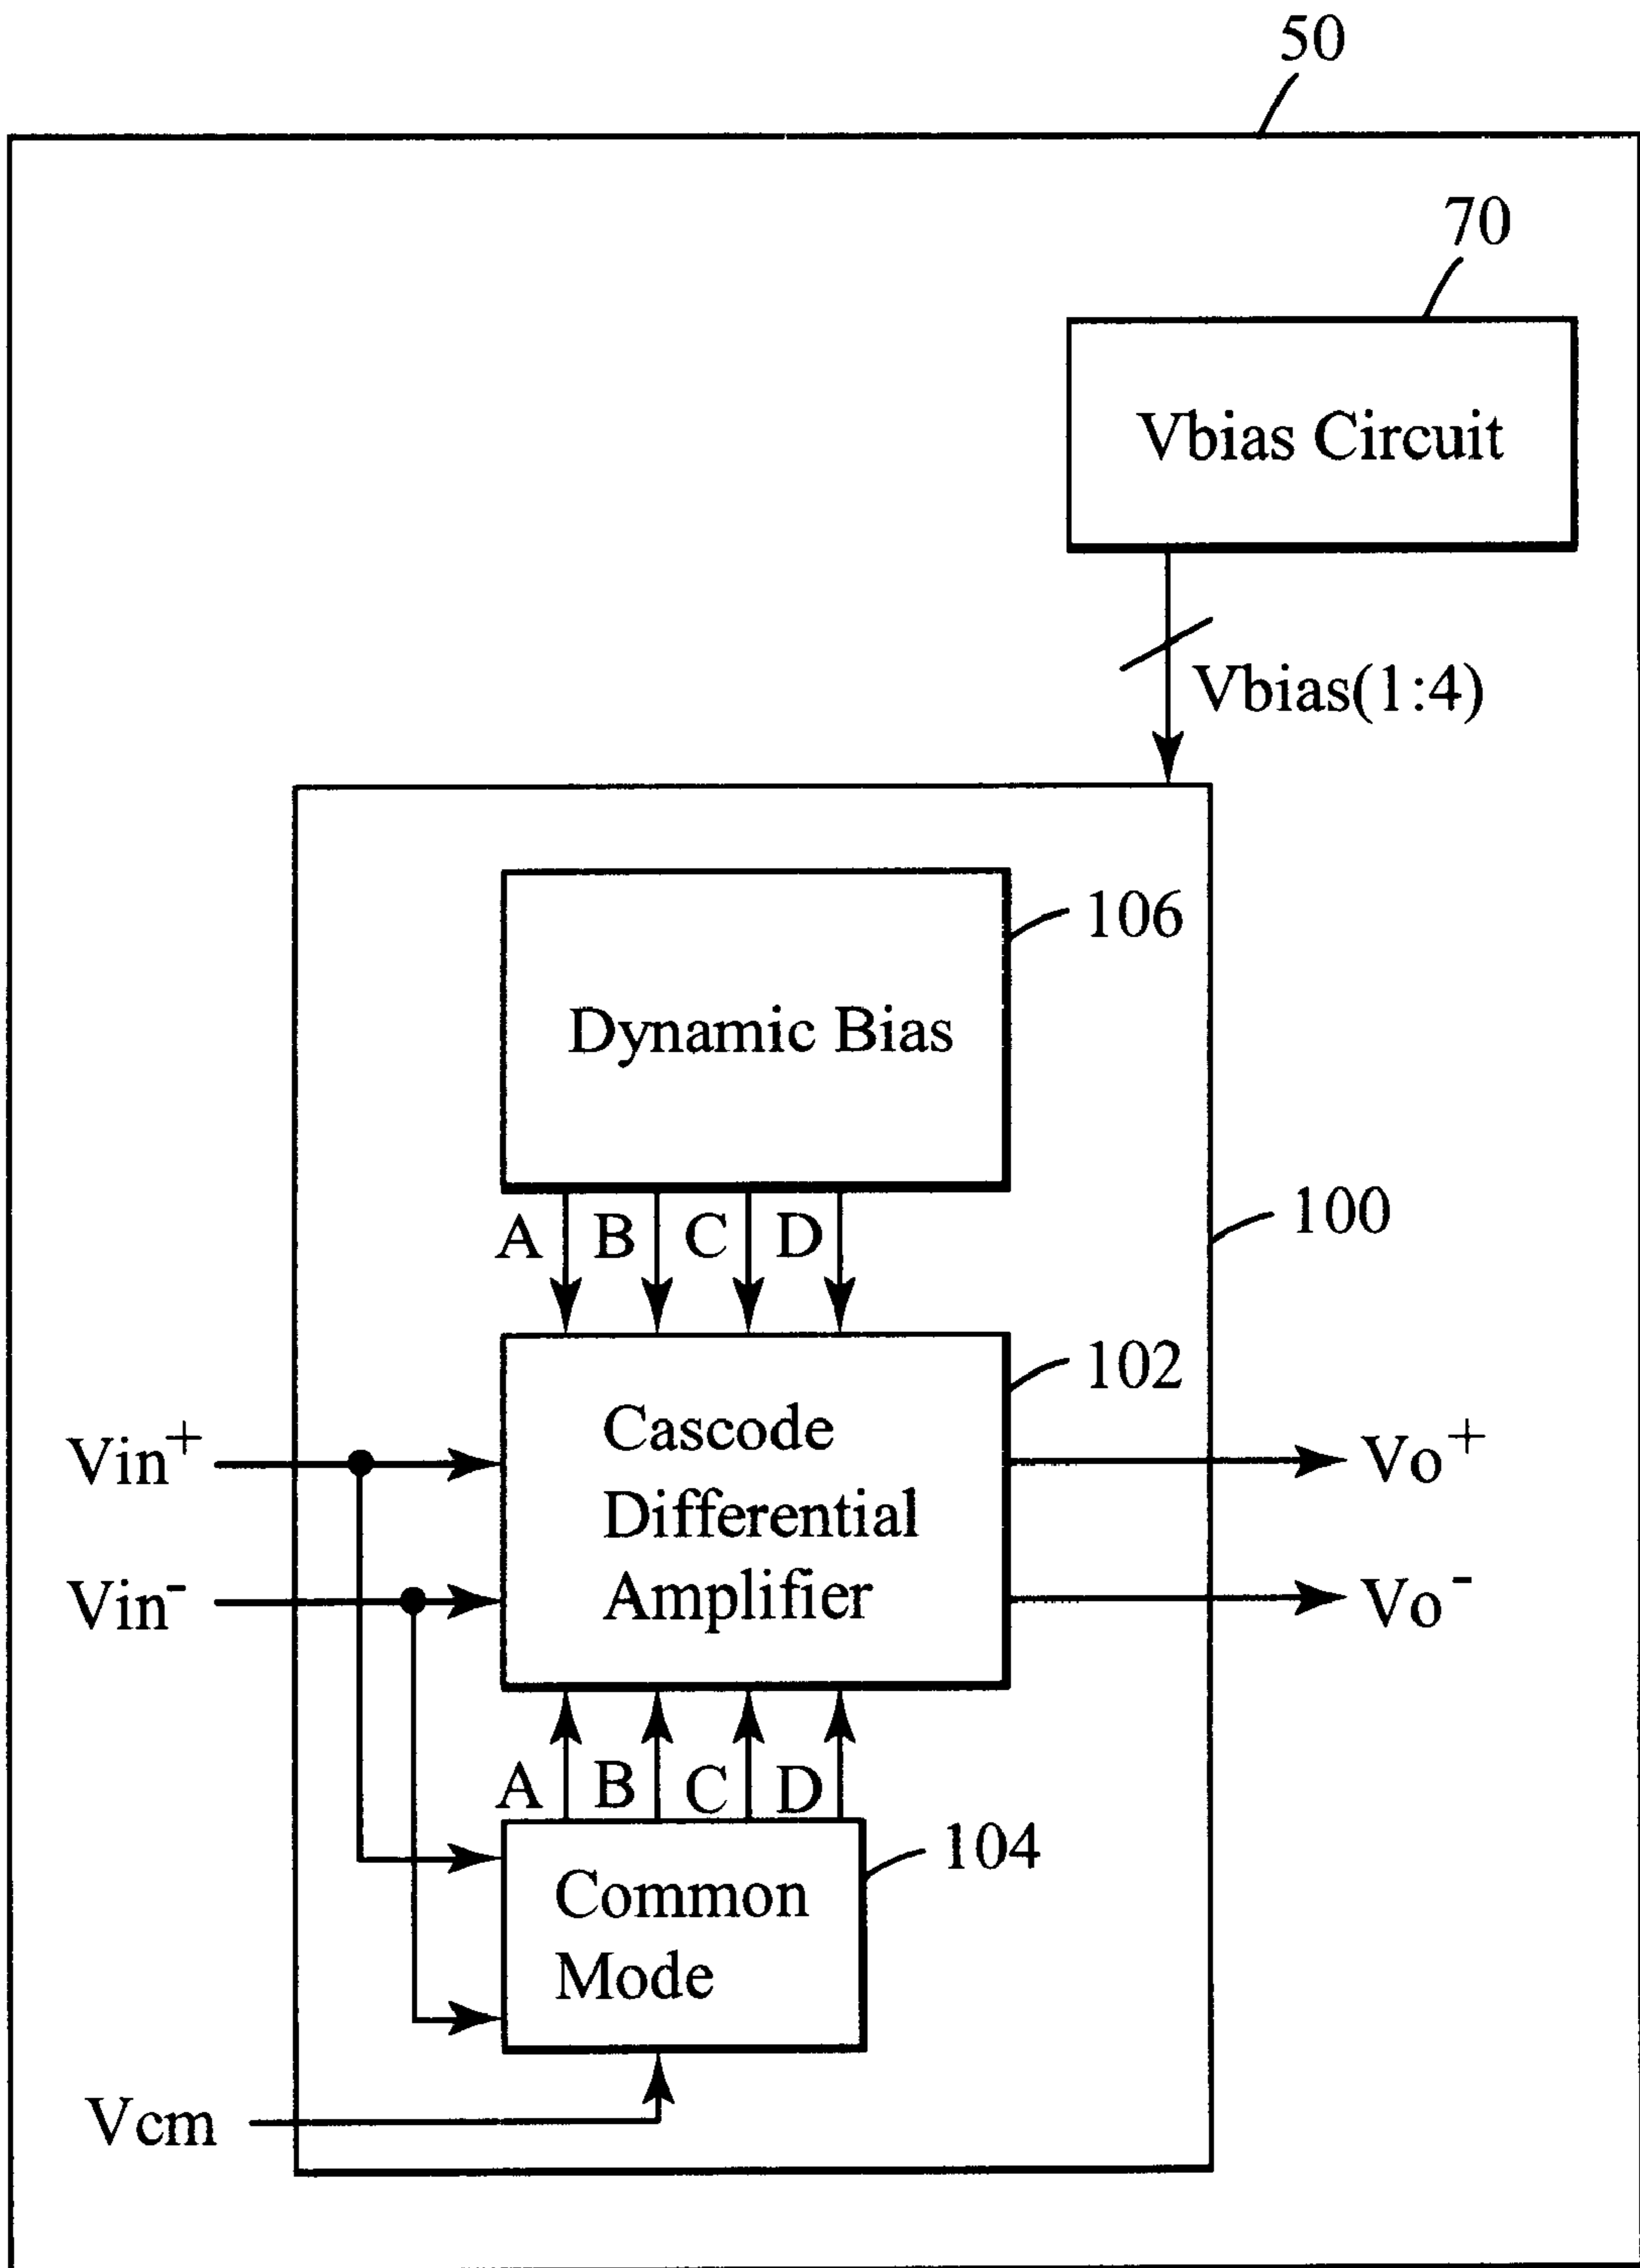 50
70
Vbias Circuit
Vbias(1:4)
106
Dynamic Bias
A B C D
100
102
Cascode
Differential
Amplifier
Vin+
Vo+
Vin-
Vo-
A B C D
104
Common
Mode
Vcm